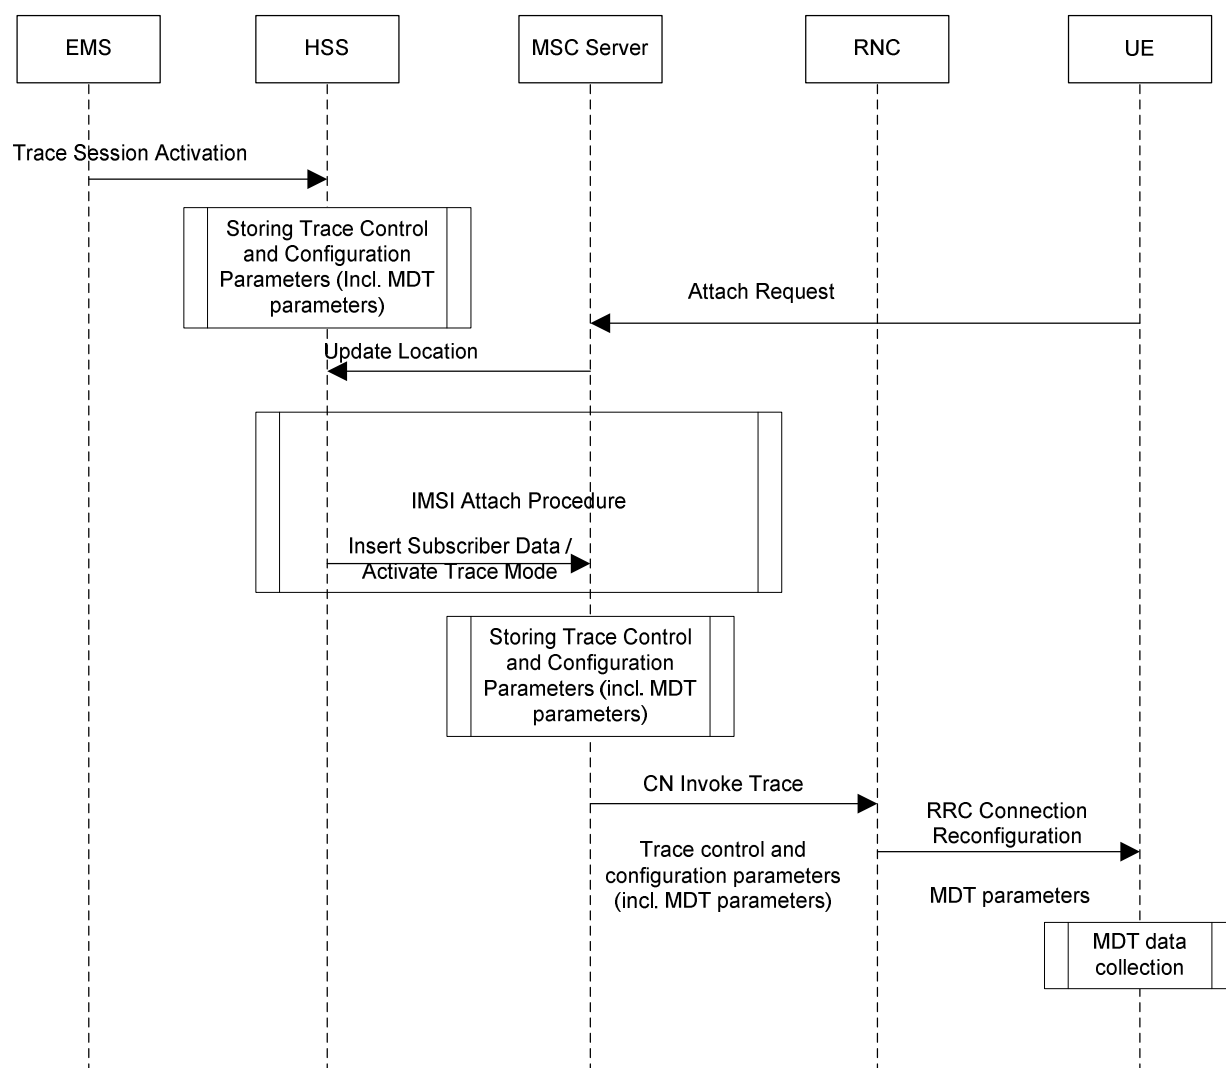 EMS
HSS
MSC Server
RNC
UE
Trace Session Activation
Storing Trace Control
and Configuration
Parameters (Incl. MDT
parameters)
Attach Request
Update Location
IMSI Attach Procedure
Insert Subscriber Data /
Activate Trace Mode
Storing Trace Control
and Configuration
Parameters (incl. MDT
parameters)
CN Invoke Trace
RRC Connection
Reconfiguration
Trace control and
configuration parameters
(incl. MDT parameters)
MDT parameters
MDT data
collection